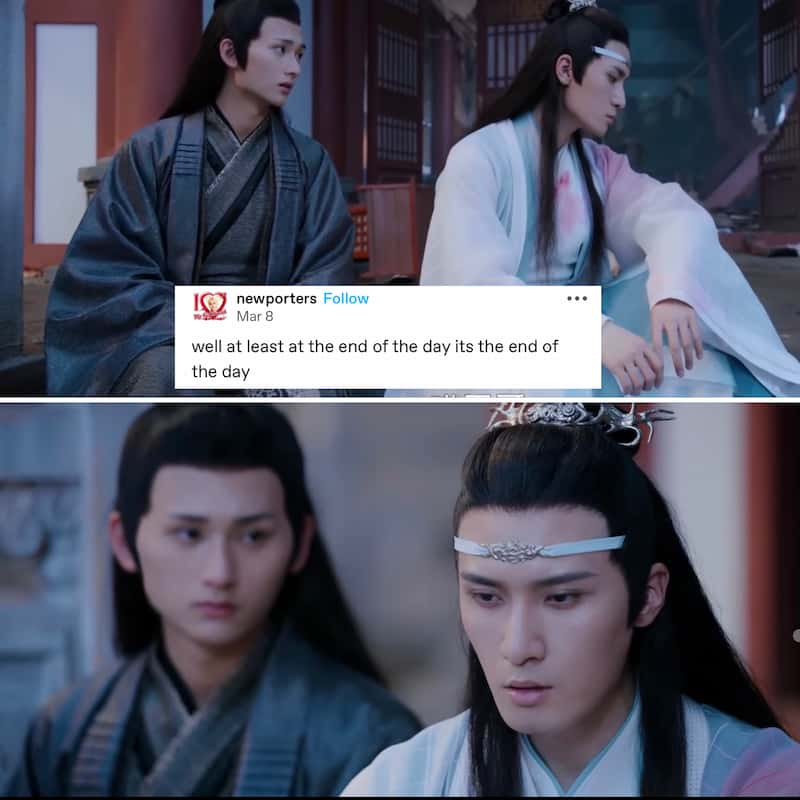 newporters Follow
Mar 8
well at least at the end of the day its the end of
the day